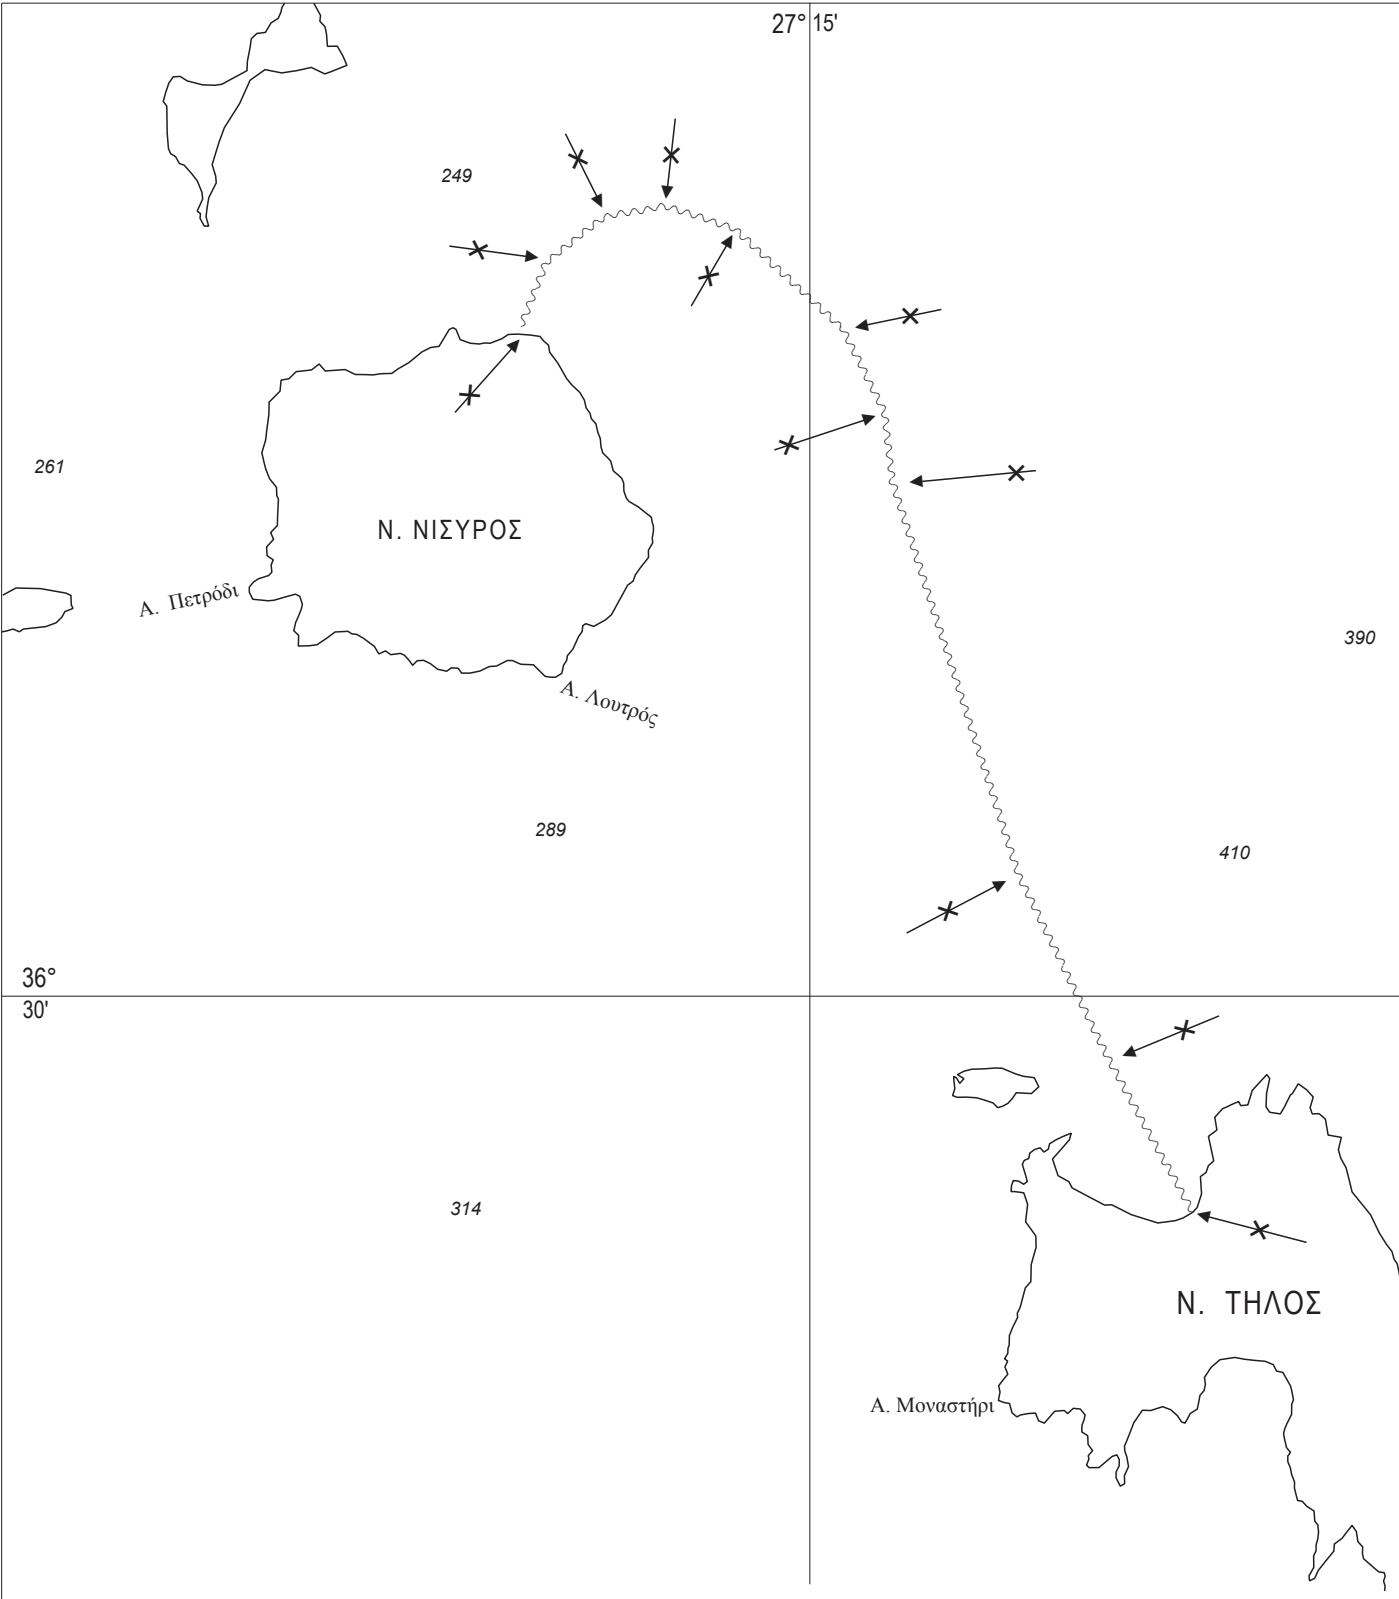 27° 15'
249
261
Ν. ΝΙΣΥΡΟΣ
Α. Πετρόδι
390
Α. Λουτρός
289
410
36°
30'
314
Ν. ΤΗΛΟΣ
Α. Μοναστήρι